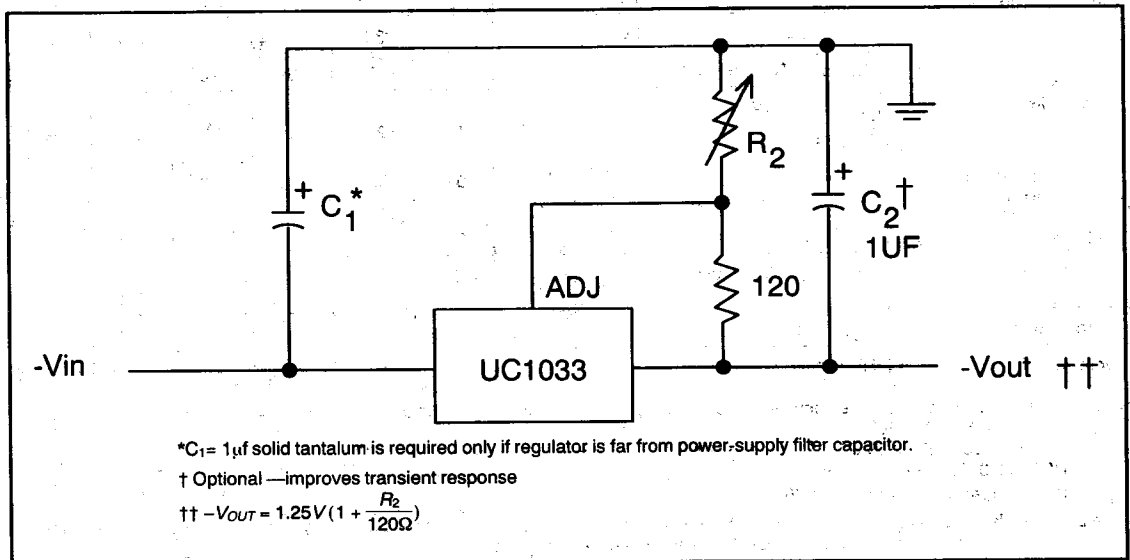 R2
+ C1*
+ C2†
1UF
ADJ
120
-Vin
UC1033
-Vout ††
*C1= 1µf solid tantalum is required only if regulator is far from power-supply filter capacitor.
† Optional —improves transient response
†† –VOUT = 1.25V(1 + R2/120Ω)